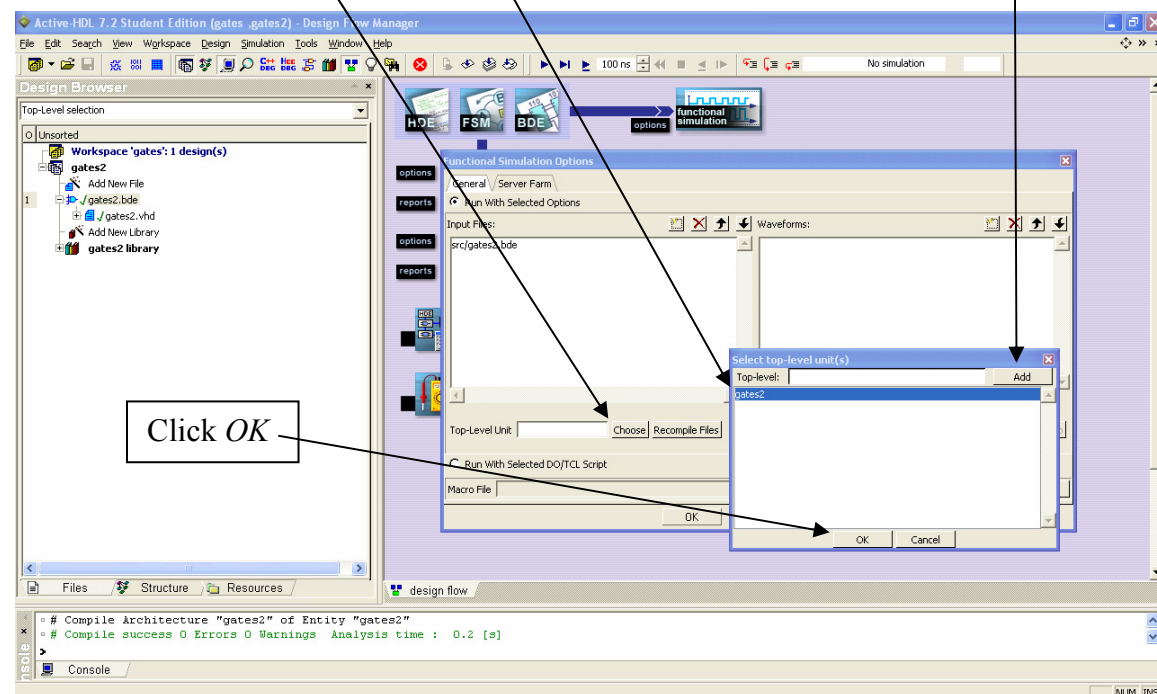 Active-HDL 7.2 Student Edition (gates ,gates2) - Design Flow Manager
File Edit Search View Workspace Design Simulation Tools Window Help
100 ns
No simulation
Design Browser
Top-Level selection
O Unsorted
Workspace 'gates': 1 design(s)
gates2
Add New File
1 ./gates2.bde
./gates2.vhd
Add New Library
gates2 library
HDE
FSM
BDE
options
functional
simulation
options
reports
options
reports
Functional Simulation Options
General
Server Farm
Run With Selected Options
Input Files:
Waveforms:
src/gates2.bde
Top-Level Unit
Choose
Recompile Files
Run With Selected DO/TCL Script
Macro File
OK
Select top-level unit(s)
Top-level:
Add
gates2
OK
Cancel
Click OK
Files
Structure
Resources
design flow
# Compile Architecture "gates2" of Entity "gates2"
# Compile success 0 Errors 0 Warnings Analysis time : 0.2 [s]
>
Console
NUM INS